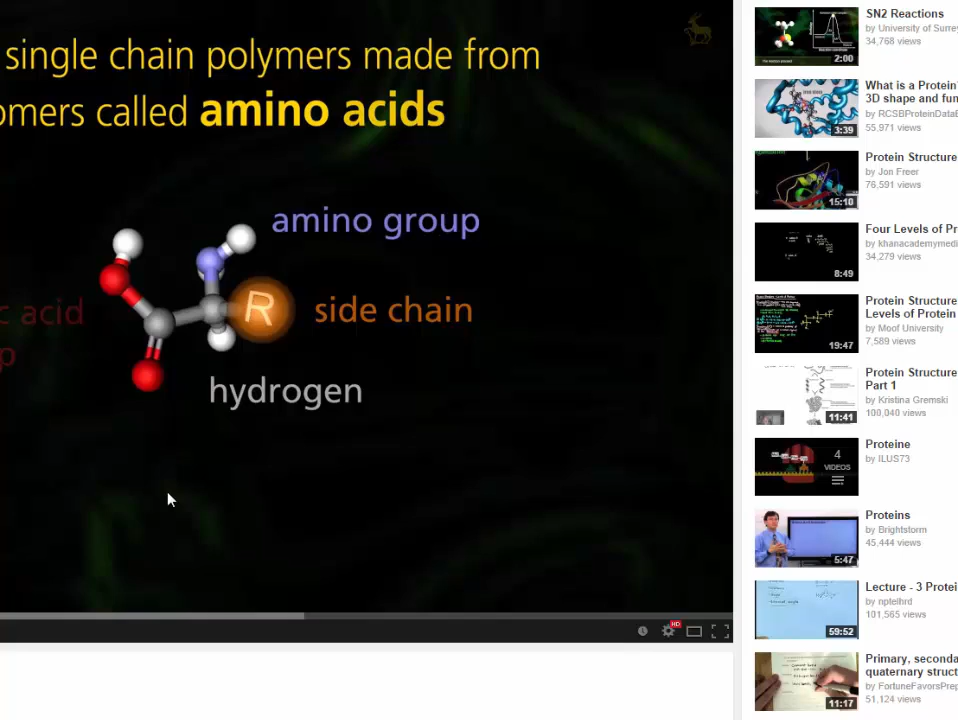 single chain polymers made from
omers called amino acids
amino group
R
side chain
c acid
p
hydrogen
HD
SN2 Reactions
by University of Surrey
34,768 views
2:00
What is a Protein?
3D shape and fun
by RCSBProteinDataB
55,971 views
3:39
Protein Structure
by Jon Freer
76,591 views
15:10
Four Levels of Pr
by khanacademymedi
34,279 views
8:49
Protein Structure
Levels of Protein
by Moof University
7,589 views
19:47
Protein Structure
Part 1
by Kristina Gremski
100,040 views
11:41
Proteine
by ILUS73
4
VIDEOS
Proteins
by Brightstorm
45,444 views
5:47
Lecture - 3 Protei
by nptelhrd
101,565 views
59:52
Primary, seconda
quaternary struct
by FortuneFavorsPrep
51,124 views
11:17